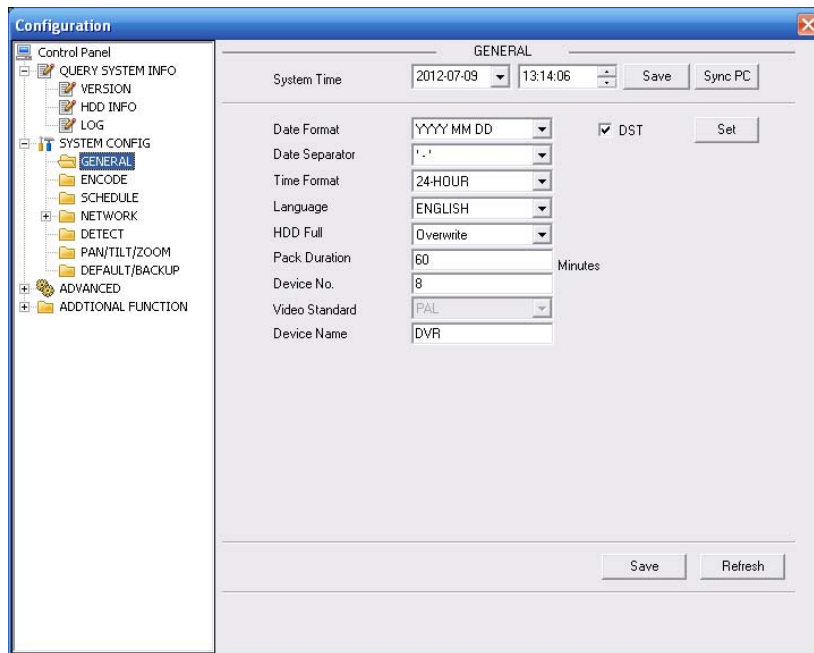 Configuration
Control Panel
QUERY SYSTEM INFO
VERSION
HDD INFO
LOG
SYSTEM CONFIG
GENERAL
ENCODE
SCHEDULE
NETWORK
DETECT
PAN/TILT/ZOOM
DEFAULT/BACKUP
ADVANCED
ADDTIONAL FUNCTION
GENERAL
System Time 2012-07-09 13:14:06 Save Sync PC
Date Format YYYY MM DD DST Set
Date Separator '-'
Time Format 24-HOUR
Language ENGLISH
HDD Full Overwrite
Pack Duration 60 Minutes
Device No. 8
Video Standard PAL
Device Name DVR
Save Refresh